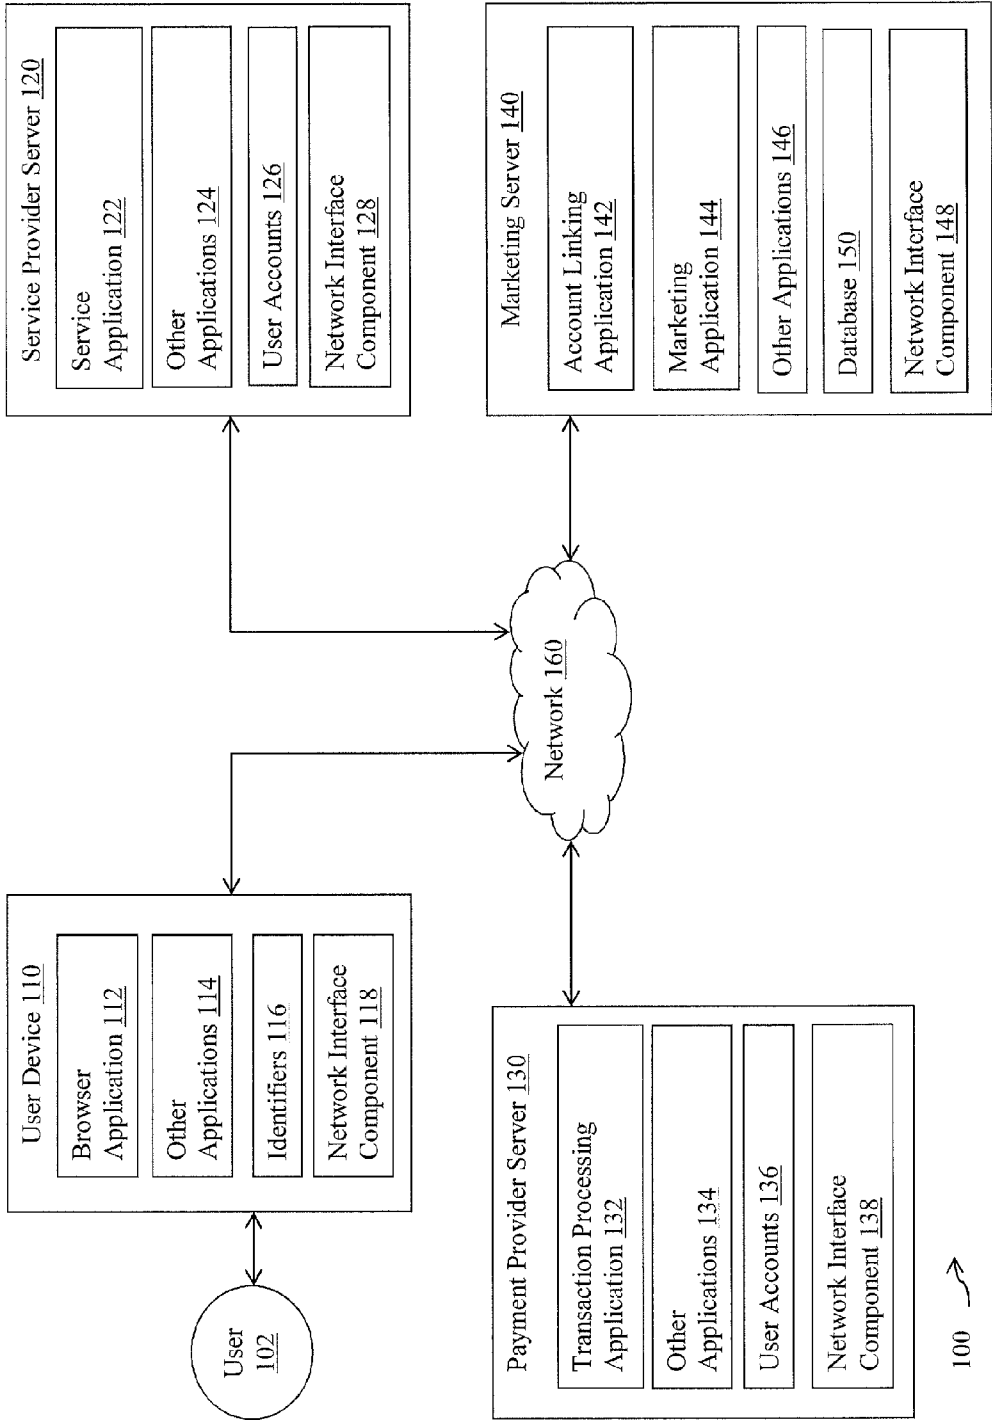 User
102
User Device 110
Browser
Application 112
Other
Applications 114
Identifiers 116
Network Interface
Component 118
Service Provider Server 120
Service
Application 122
Other
Applications 124
User Accounts 126
Network Interface
Component 128
Network 160
Payment Provider Server 130
Transaction Processing
Application 132
Other
Applications 134
User Accounts 136
Network Interface
Component 138
Marketing Server 140
Account Linking
Application 142
Marketing
Application 144
Other Applications 146
Database 150
Network Interface
Component 148
100